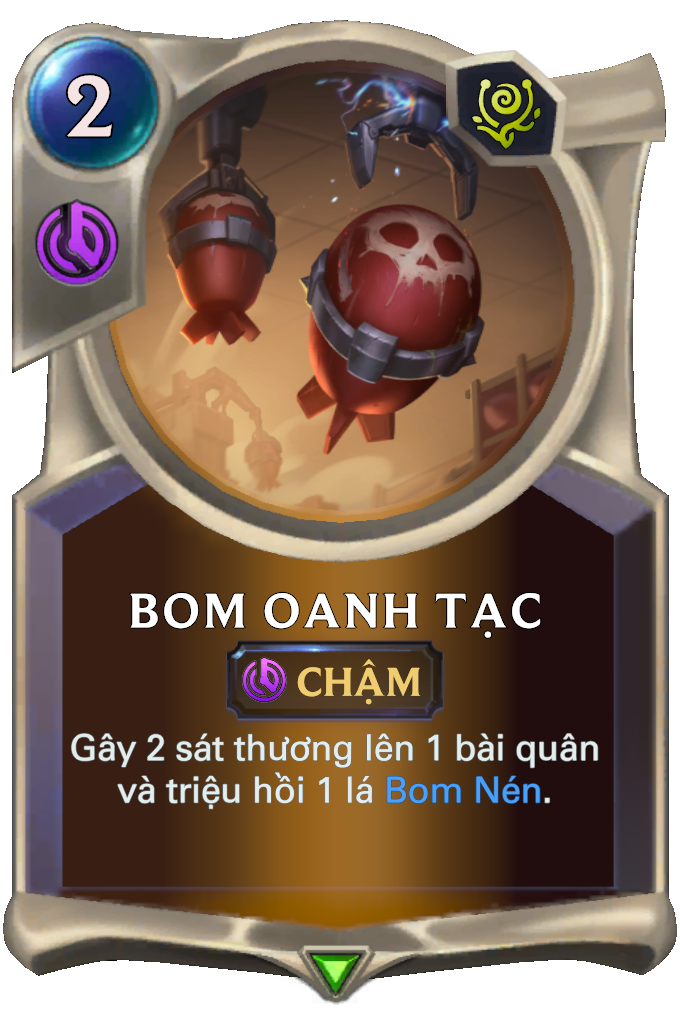 2
BOM OANH TẠC
CHẬM
Gây 2 sát thương lên 1 bài quân
và triệu hồi 1 lá Bom Nén.